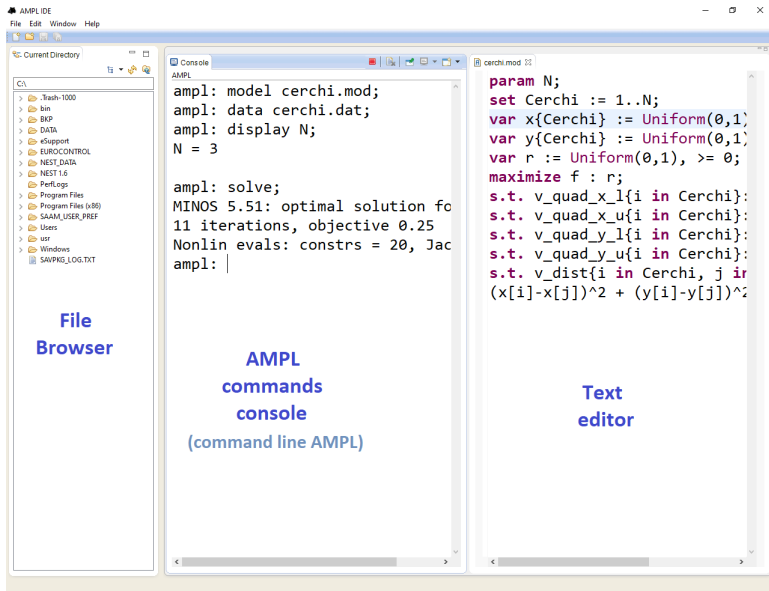 AMPL IDE
File Edit Window Help
Current Directory
C:\
.Trash-1000
bin
BKP
DATA
eSupport
EUROCONTROL
NEST_DATA
NEST 1.6
PerfLogs
Program Files
Program Files (x86)
SAAM_USER_PREF
Users
usr
Windows
SAVPKG_LOG.TXT
File
Browser
Console
AMPL
ampl: model cerchi.mod;
ampl: data cerchi.dat;
ampl: display N;
N = 3
ampl: solve;
MINOS 5.51: optimal solution fo
11 iterations, objective 0.25
Nonlin evals: constrs = 20, Jac
ampl:
AMPL
commands
console
(command line AMPL)
cerchi.mod
param N;
set Cerchi := 1..N;
var x{Cerchi} := Uniform(0,1)
var y{Cerchi} := Uniform(0,1)
var r := Uniform(0,1), >= 0;
maximize f : r;
s.t. v_quad_x_l{i in Cerchi}:
s.t. v_quad_x_u{i in Cerchi}:
s.t. v_quad_y_l{i in Cerchi}:
s.t. v_quad_y_u{i in Cerchi}:
s.t. v_dist{i in Cerchi, j in
(x[i]-x[j])^2 + (y[i]-y[j])^2
Text
editor